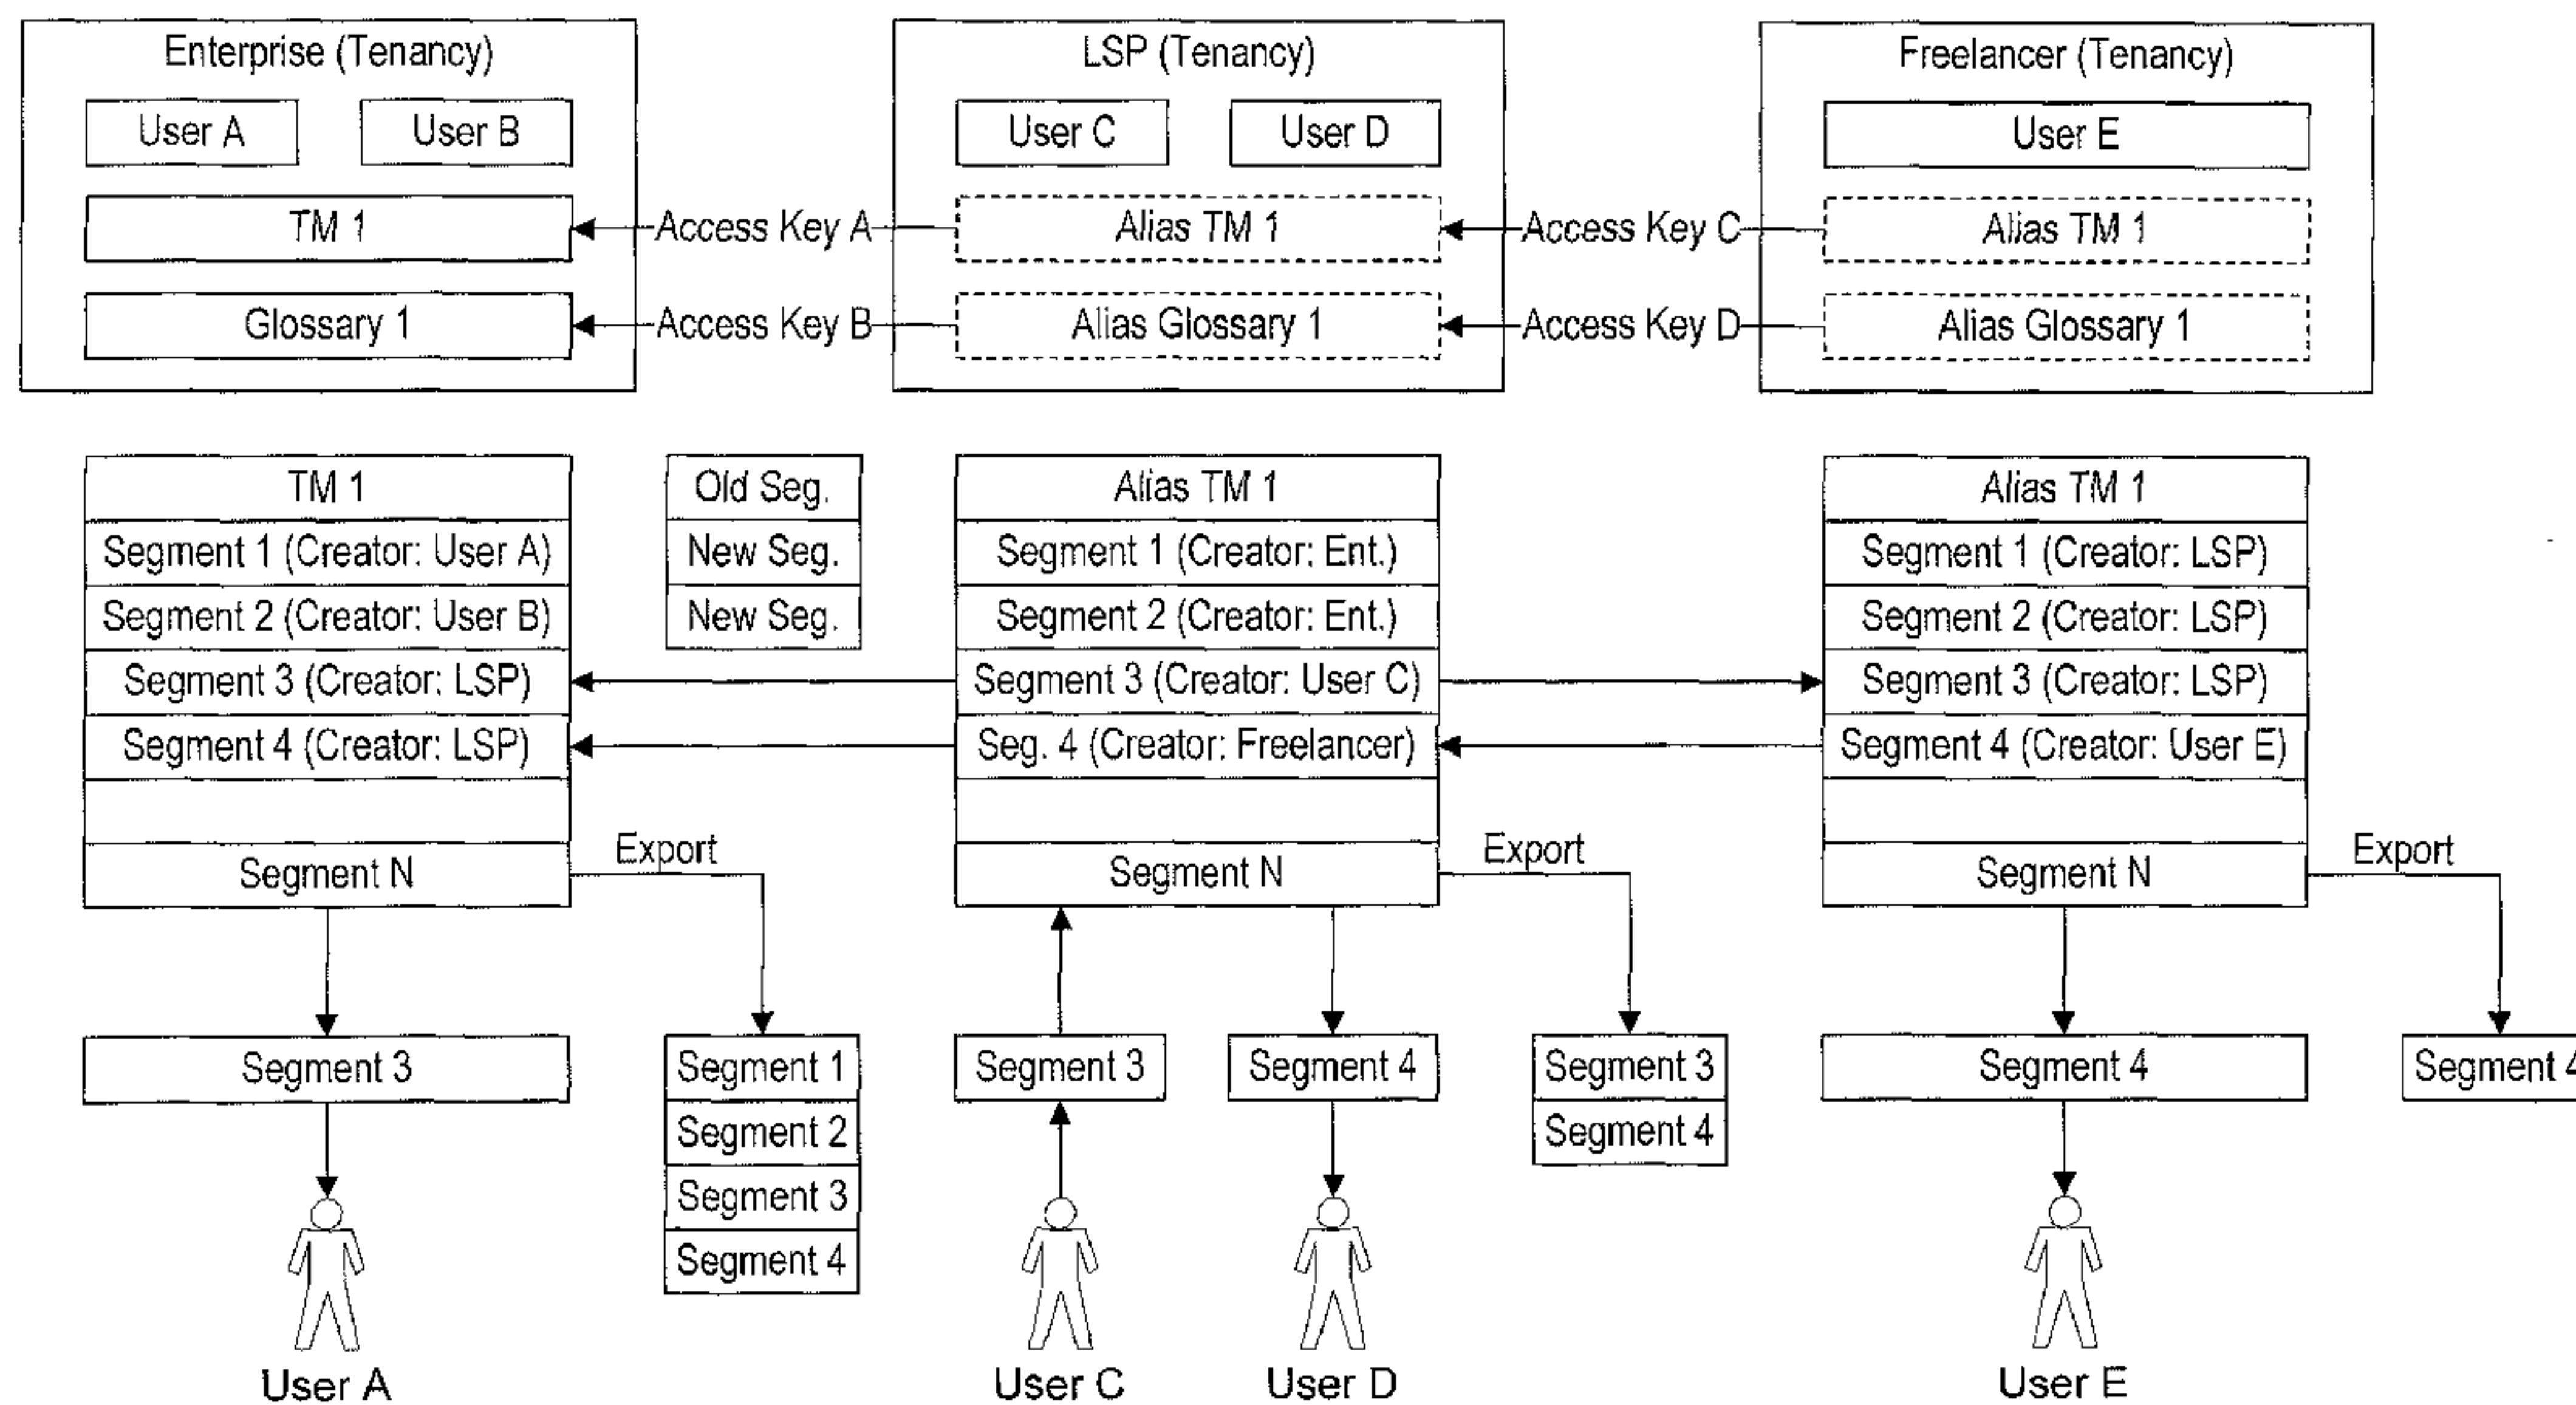 Enterprise (Tenancy)
User A
User B
TM 1
Glossary 1
Access Key A
Access Key B
LSP (Tenancy)
User C
User D
Alias TM 1
Alias Glossary 1
Access Key C
Access Key D
Freelancer (Tenancy)
User E
Alias TM 1
Alias Glossary 1
TM 1
Segment 1 (Creator: User A)
Segment 2 (Creator: User B)
Segment 3 (Creator: LSP)
Segment 4 (Creator: LSP)
Segment N
Export
Old Seg.
New Seg.
New Seg.
Alias TM 1
Segment 1 (Creator: Ent.)
Segment 2 (Creator: Ent.)
Segment 3 (Creator: User C)
Seg. 4 (Creator: Freelancer)
Segment N
Export
Alias TM 1
Segment 1 (Creator: LSP)
Segment 2 (Creator: LSP)
Segment 3 (Creator: LSP)
Segment 4 (Creator: User E)
Segment N
Export
Segment 3
Segment 1
Segment 2
Segment 3
Segment 4
Segment 3
Segment 4
Segment 3
Segment 4
Segment 4
Segment 4
User A
User C
User D
User E